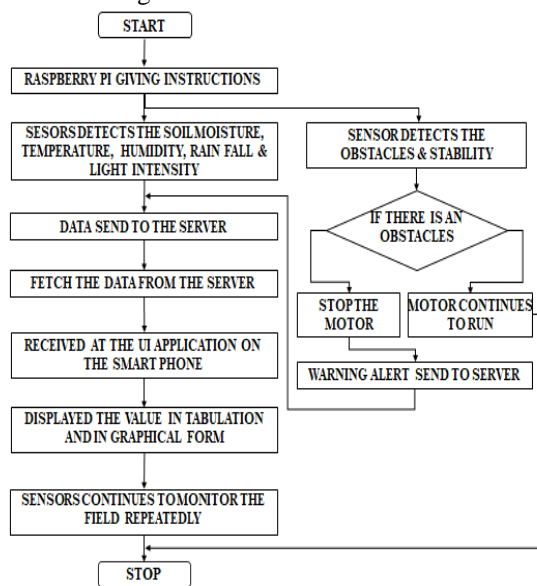 START
RASPBERRY PI GIVING INSTRUCTIONS
SESORS DETECTS THE SOIL MOISTURE,
TEMPERATURE, HUMIDITY, RAIN FALL &
LIGHT INTENSITY
SENSOR DETECTS THE
OBSTACLES & STABILITY
DATA SEND TO THE SERVER
IF THERE IS AN
OBSTACLES
FETCH THE DATA FROM THE SERVER
STOP THE
MOTOR
MOTOR CONTINUES
TO RUN
RECEIVED AT THE UI APPLICATION ON
THE SMART PHONE
WARNING ALERT SEND TO SERVER
DISPLAYED THE VALUE IN TABULATION
AND IN GRAPHICAL FORM
SENSORS CONTINUES TO MONITOR THE
FIELD REPEATEDLY
STOP